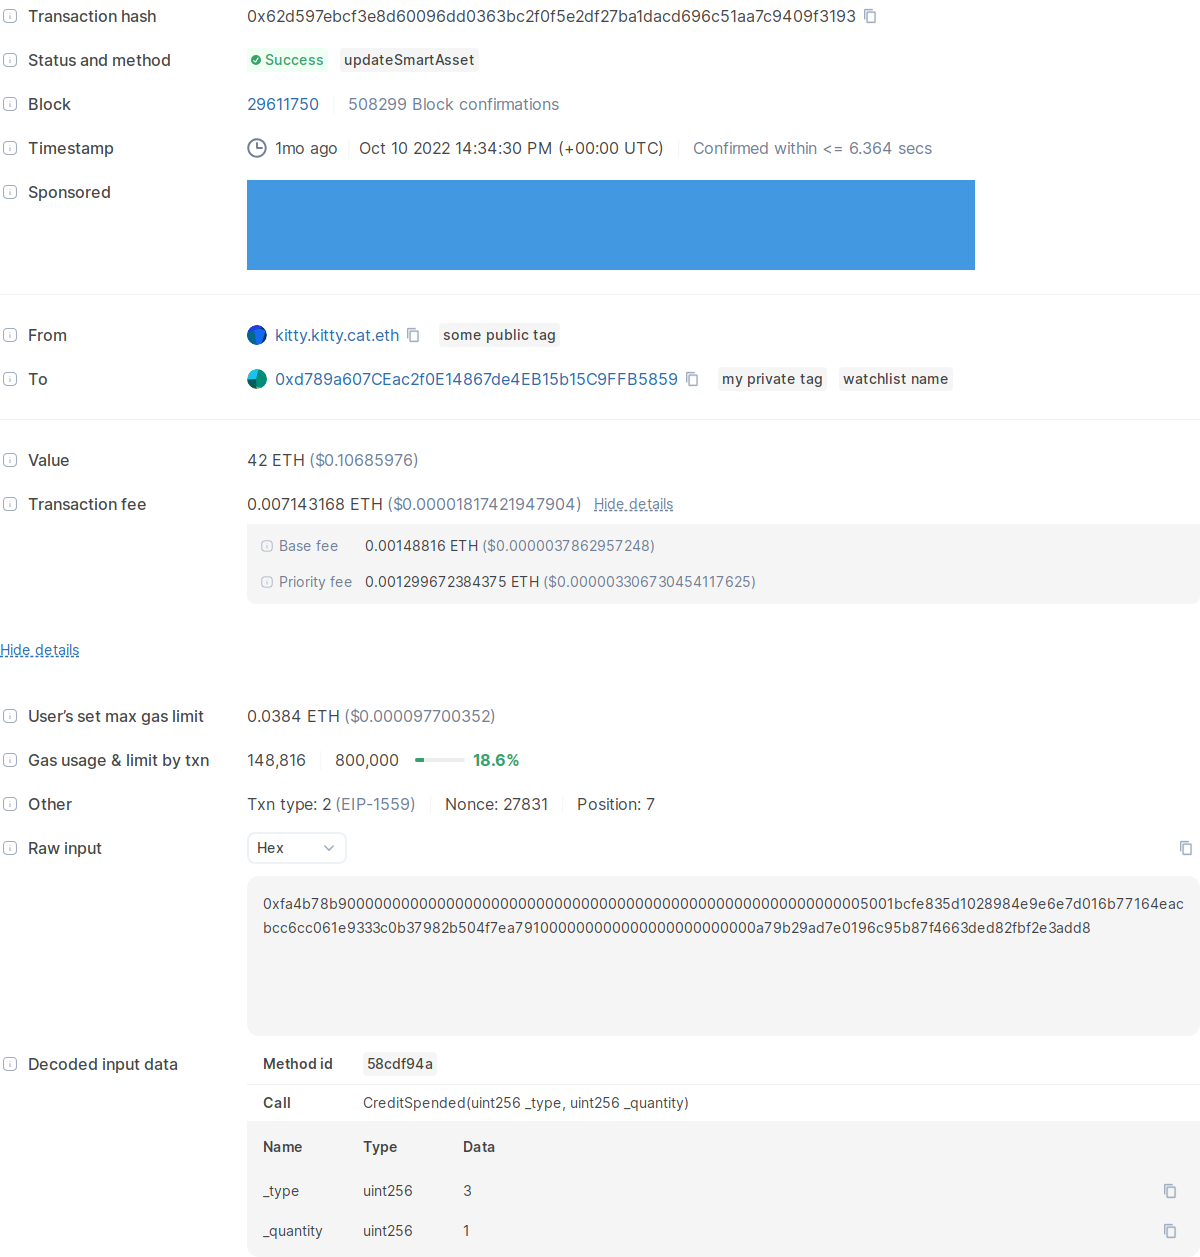 Transaction hash 0x62d597ebcf3e8d60096dd0363bc2f0f5e2df27ba1dacd696c51aa7c9409f3193
Status and method Success updateSmartAsset
Block 29611750 508299 Block confirmations
Timestamp 1mo ago Oct 10 2022 14:34:30 PM (+00:00 UTC) Confirmed within <= 6.364 secs
Sponsored
From kitty.kitty.cat.eth some public tag
To 0xd789a607CEac2f0E14867de4EB15b15C9FFB5859 my private tag watchlist name
Value 42 ETH ($0.10685976)
Transaction fee 0.007143168 ETH ($0.00001817421947904) Hide details
Base fee 0.00148816 ETH ($0.0000037862957248)
Priority fee 0.001299672384375 ETH ($0.000003306730454117625)
Hide details
User's set max gas limit 0.0384 ETH ($0.000097700352)
Gas usage & limit by txn 148,816 800,000 18.6%
Other Txn type: 2 (EIP-1559) Nonce: 27831 Position: 7
Raw input Hex
0xfa4b78b90000000000000000000000000000000000000000000000000000000005001bcfe835d1028984e9e6e7d016b77164eac
bcc6cc061e9333c0b37982b504f7ea791000000000000000000000000a79b29ad7e0196c95b87f4663ded82fbf2e3add8
Decoded input data Method id 58cdf94a
Call CreditSpended(uint256 _type, uint256 _quantity)
Name Type Data
_type uint256 3
_quantity uint256 1